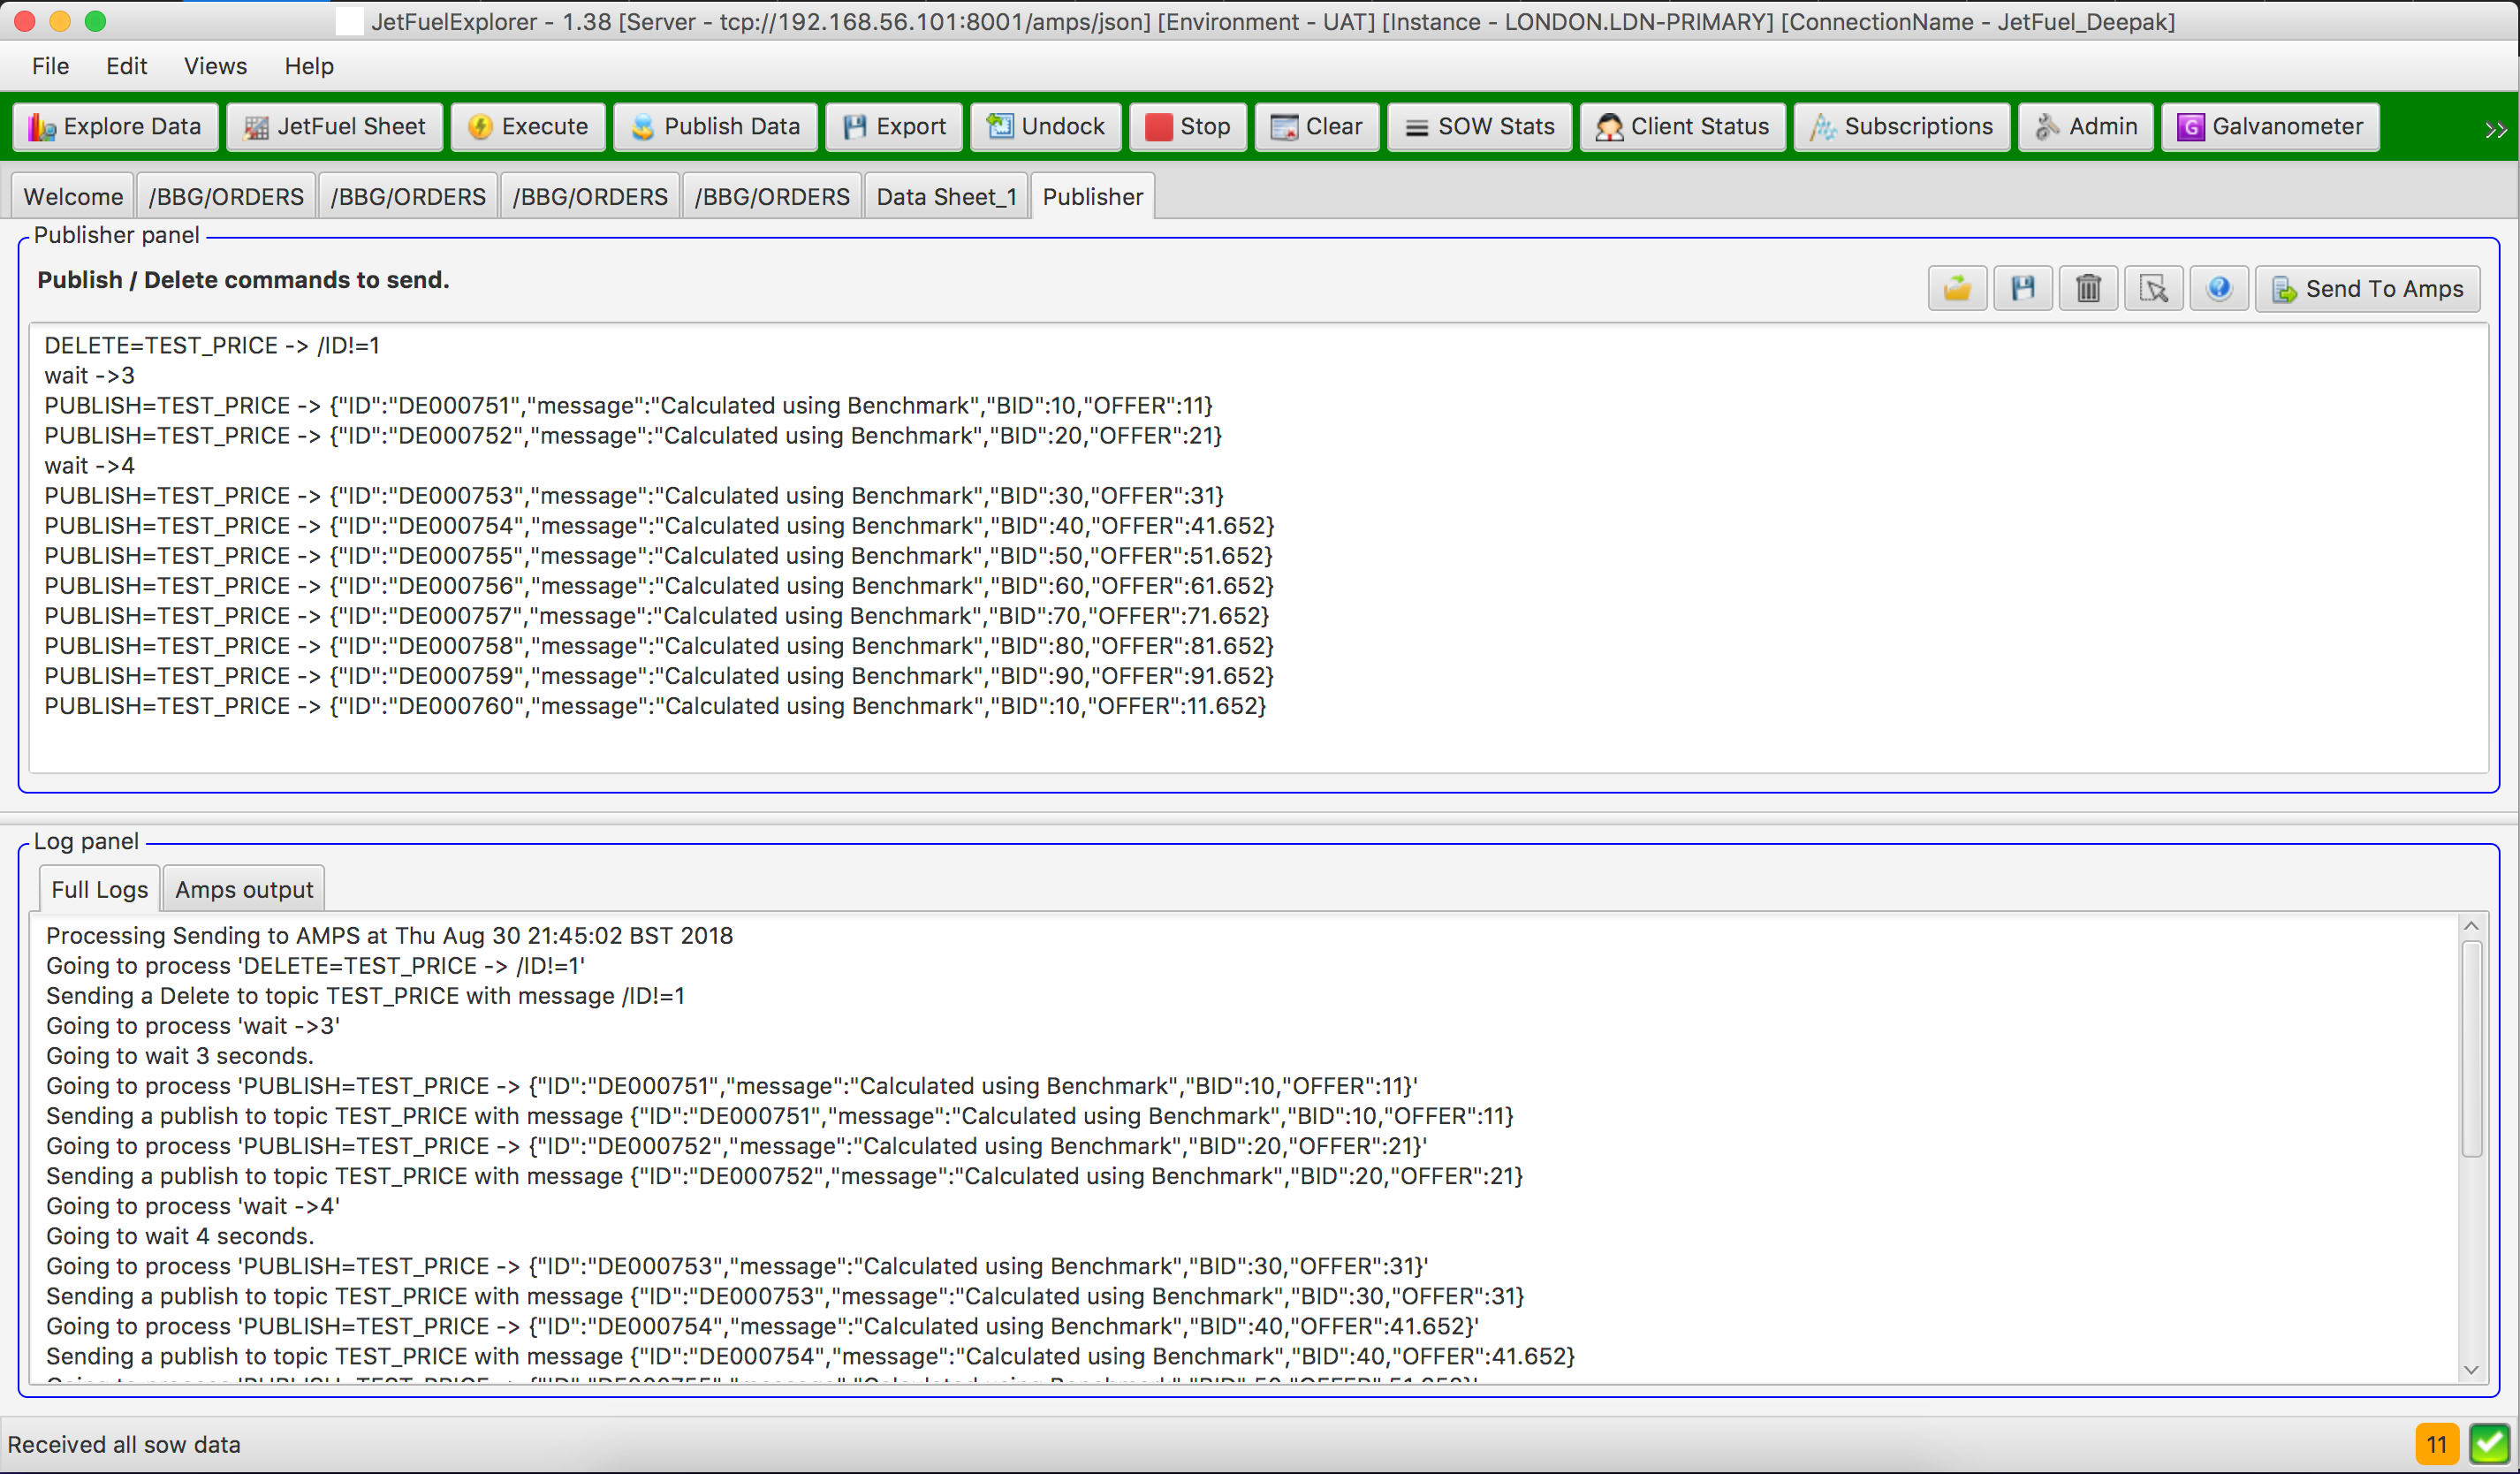 JetFuelExplorer - 1.38 [Server - tcp://192.168.56.101:8001/amps/json] [Environment - UAT] [Instance - LONDON.LDN-PRIMARY] [ConnectionName - JetFuel_Deepak]
File Edit Views Help
Explore Data JetFuel Sheet Execute Publish Data Export Undock Stop Clear SOW Stats Client Status Subscriptions Admin G Galvanometer
Welcome /BBG/ORDERS /BBG/ORDERS /BBG/ORDERS /BBG/ORDERS Data Sheet_1 Publisher
Publisher panel
Publish / Delete commands to send.
Send To Amps
DELETE=TEST_PRICE -> /ID!=1
wait ->3
PUBLISH=TEST_PRICE -> {"ID":"DE000751","message":"Calculated using Benchmark","BID":10,"OFFER":11}
PUBLISH=TEST_PRICE -> {"ID":"DE000752","message":"Calculated using Benchmark","BID":20,"OFFER":21}
wait ->4
PUBLISH=TEST_PRICE -> {"ID":"DE000753","message":"Calculated using Benchmark","BID":30,"OFFER":31}
PUBLISH=TEST_PRICE -> {"ID":"DE000754","message":"Calculated using Benchmark","BID":40,"OFFER":41.652}
PUBLISH=TEST_PRICE -> {"ID":"DE000755","message":"Calculated using Benchmark","BID":50,"OFFER":51.652}
PUBLISH=TEST_PRICE -> {"ID":"DE000756","message":"Calculated using Benchmark","BID":60,"OFFER":61.652}
PUBLISH=TEST_PRICE -> {"ID":"DE000757","message":"Calculated using Benchmark","BID":70,"OFFER":71.652}
PUBLISH=TEST_PRICE -> {"ID":"DE000758","message":"Calculated using Benchmark","BID":80,"OFFER":81.652}
PUBLISH=TEST_PRICE -> {"ID":"DE000759","message":"Calculated using Benchmark","BID":90,"OFFER":91.652}
PUBLISH=TEST_PRICE -> {"ID":"DE000760","message":"Calculated using Benchmark","BID":10,"OFFER":11.652}
Log panel
Full Logs Amps output
Processing Sending to AMPS at Thu Aug 30 21:45:02 BST 2018
Going to process 'DELETE=TEST_PRICE -> /ID!=1'
Sending a Delete to topic TEST_PRICE with message /ID!=1
Going to process 'wait ->3'
Going to wait 3 seconds.
Going to process 'PUBLISH=TEST_PRICE -> {"ID":"DE000751","message":"Calculated using Benchmark","BID":10,"OFFER":11}'
Sending a publish to topic TEST_PRICE with message {"ID":"DE000751","message":"Calculated using Benchmark","BID":10,"OFFER":11}
Going to process 'PUBLISH=TEST_PRICE -> {"ID":"DE000752","message":"Calculated using Benchmark","BID":20,"OFFER":21}'
Sending a publish to topic TEST_PRICE with message {"ID":"DE000752","message":"Calculated using Benchmark","BID":20,"OFFER":21}
Going to process 'wait ->4'
Going to wait 4 seconds.
Going to process 'PUBLISH=TEST_PRICE -> {"ID":"DE000753","message":"Calculated using Benchmark","BID":30,"OFFER":31}'
Sending a publish to topic TEST_PRICE with message {"ID":"DE000753","message":"Calculated using Benchmark","BID":30,"OFFER":31}
Going to process 'PUBLISH=TEST_PRICE -> {"ID":"DE000754","message":"Calculated using Benchmark","BID":40,"OFFER":41.652}'
Sending a publish to topic TEST_PRICE with message {"ID":"DE000754","message":"Calculated using Benchmark","BID":40,"OFFER":41.652}
Received all sow data
11